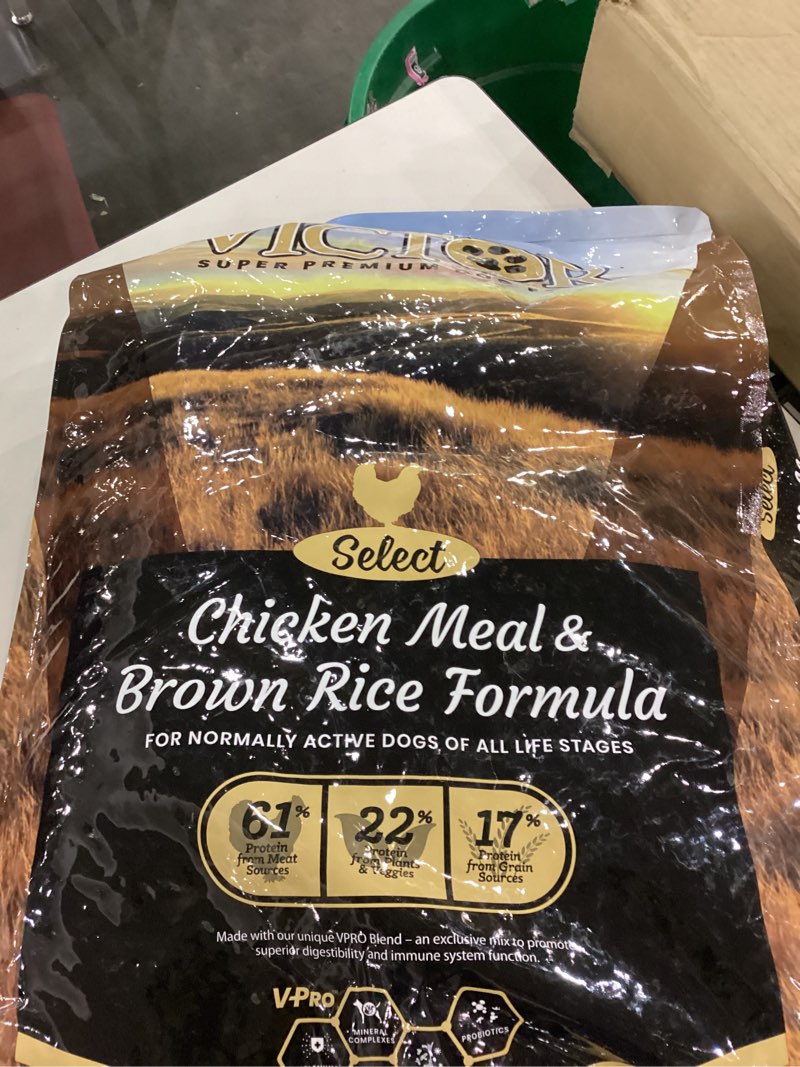 VICTOR
SUPER PREMIUM
Select
Select
Chicken Meal &
Brown Rice Formula
FOR NORMALLY ACTIVE DOGS OF ALL LIFE STAGES
61%
Protein
from Meat
Sources
22%
Protein
from Plants
& Veggies
17%
Protein
from Grain
Sources
Made with our unique VPRO Blend – an exclusive mix to promot
superior digestibility and immune system function.
V-PRO
MINERAL
COMPLEXES
PROBIOTICS